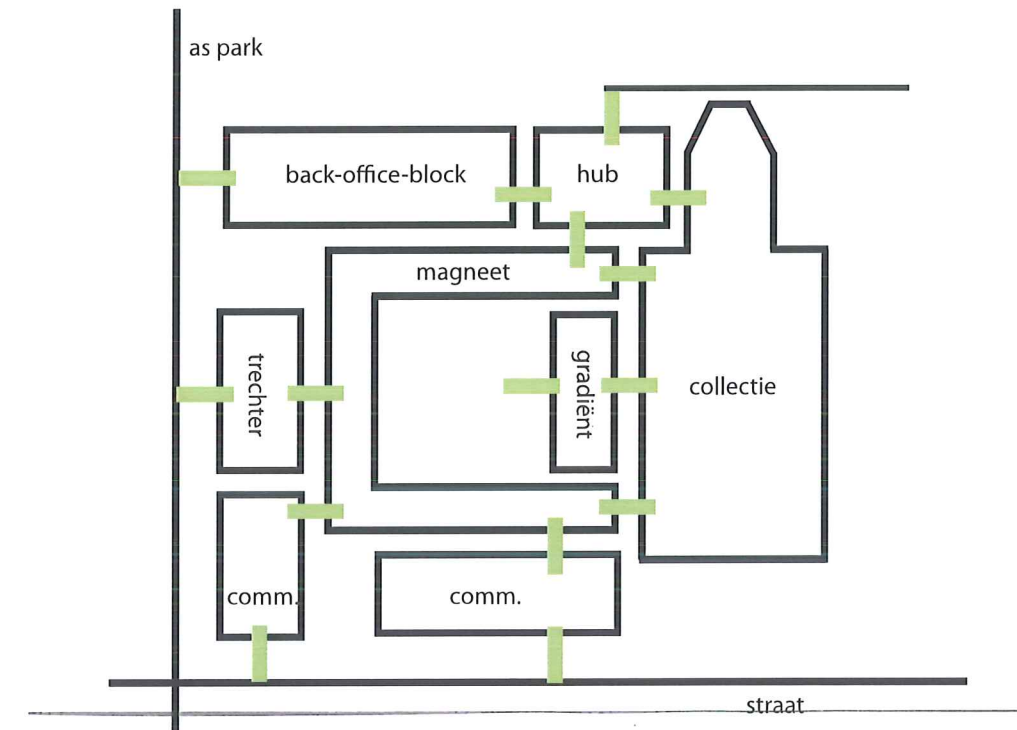 as park
back-office-block
hub
magneet
trechter
gradiënt
collectie
comm.
comm.
straat